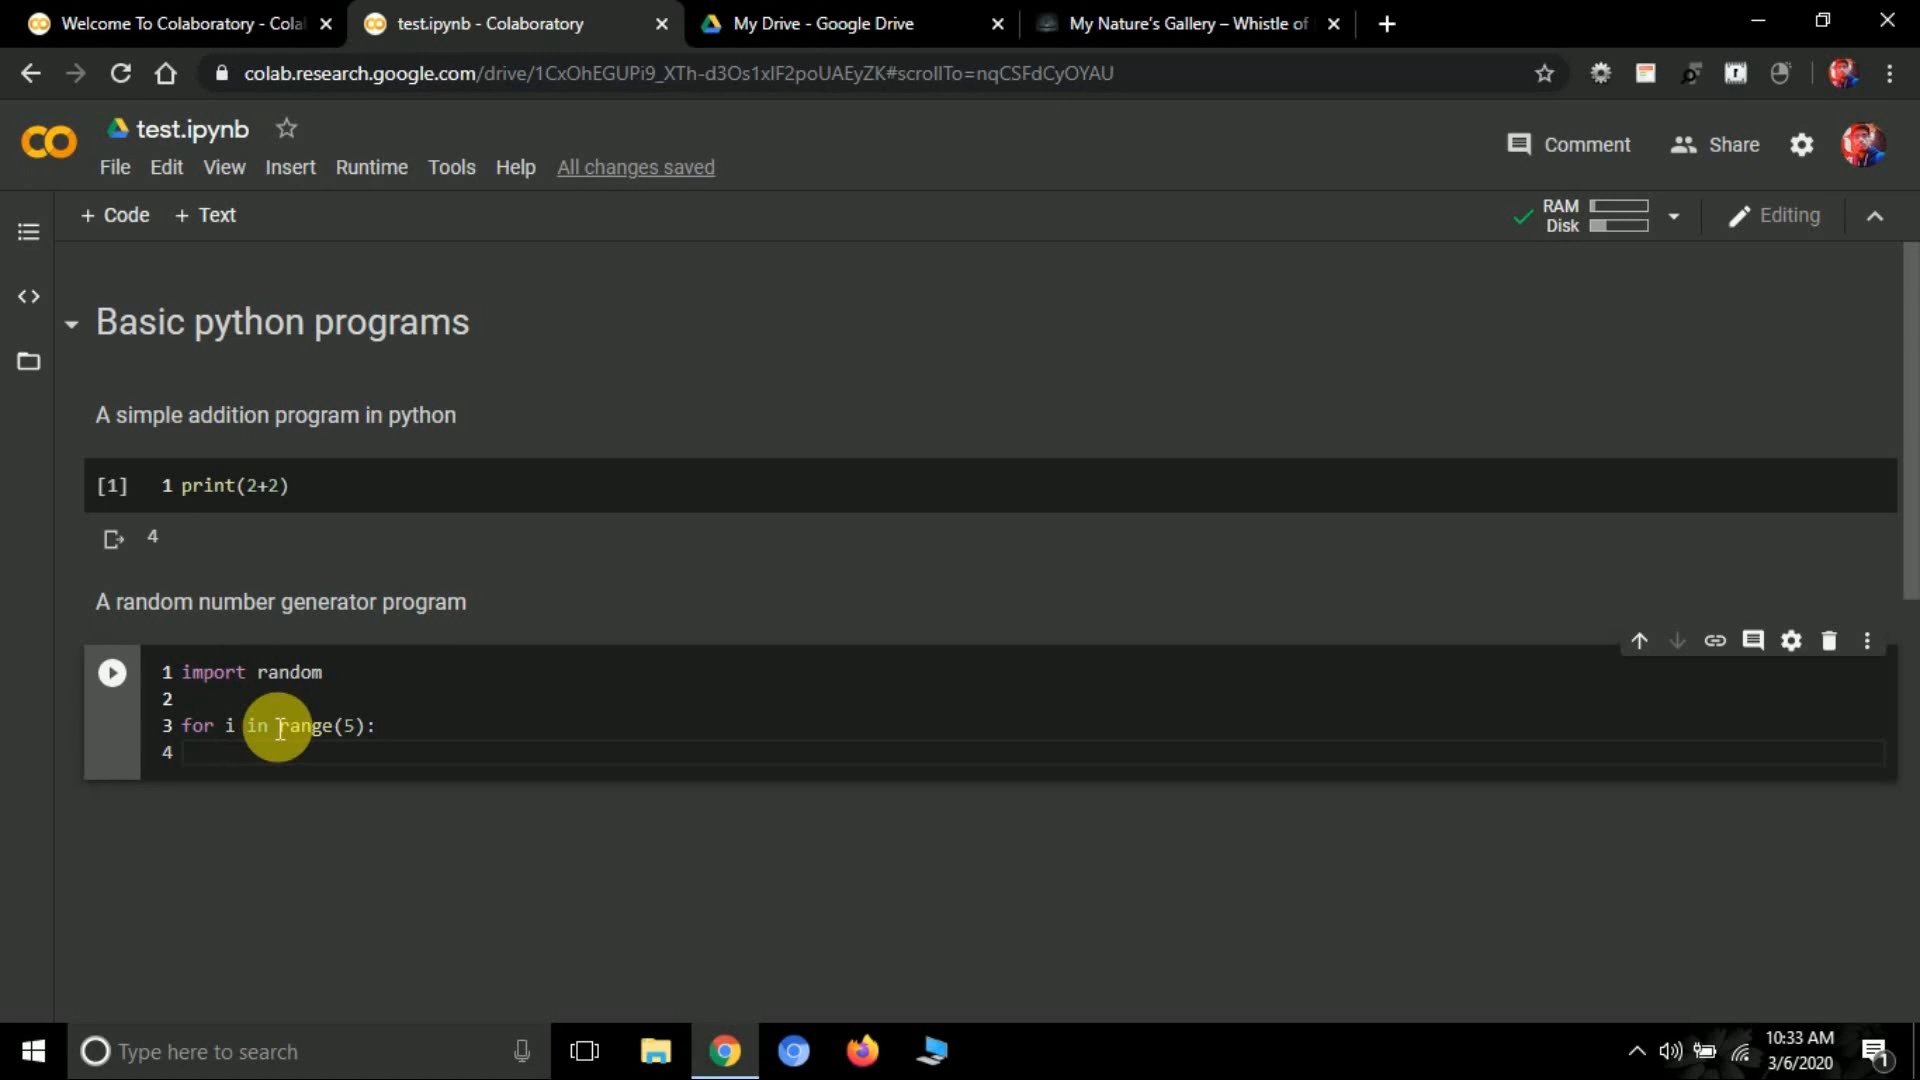 Welcome To Colaboratory - Cola
test.ipynb - Colaboratory
My Drive - Google Drive
My Nature's Gallery – Whistle of
colab.research.google.com/drive/1CxOhEGUPi9_XTh-d3Os1xIF2poUAEyZK#scrollTo=nqCSFdCyOYAU
test.ipynb
Comment
Share
File Edit View Insert Runtime Tools Help All changes saved
+ Code + Text
RAM
Disk
Editing
Basic python programs
A simple addition program in python
[1] 1 print(2+2)
4
A random number generator program
1 import random
2
3 for i in range(5):
4
Type here to search
10:33 AM
3/6/2020
1